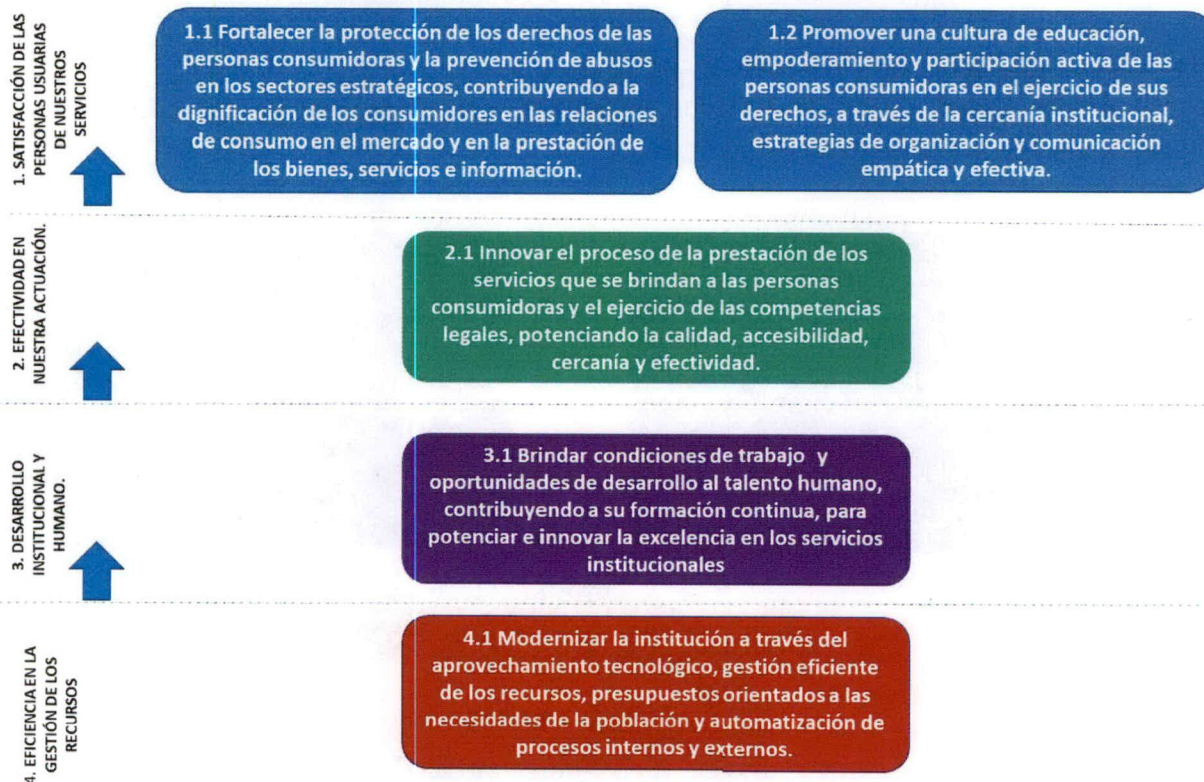 1. SATISFACCIÓN DE LAS
PERSONAS USUARIAS
DE NUESTROS
SERVICIOS
1.1 Fortalecer la protección de los derechos de las
personas consumidoras y la prevención de abusos
en los sectores estratégicos, contribuyendo a la
dignificación de los consumidores en las relaciones
de consumo en el mercado y en la prestación de
los bienes, servicios e información.
1.2 Promover una cultura de educación,
empoderamiento y participación activa de las
personas consumidoras en el ejercicio de sus
derechos, a través de la cercanía institucional,
estrategias de organización y comunicación
empática y efectiva.
2. EFECTIVIDAD EN
NUESTRA ACTUACIÓN.
2.1 Innovar el proceso de la prestación de los
servicios que se brindan a las personas
consumidoras y el ejercicio de las competencias
legales, potenciando la calidad, accesibilidad,
cercanía y efectividad.
3. DESARROLLO
INSTITUCIONAL Y
HUMANO.
3.1 Brindar condiciones de trabajo y
oportunidades de desarrollo al talento humano,
contribuyendo a su formación continua, para
potenciar e innovar la excelencia en los servicios
institucionales
4. EFICIENCIA EN LA
GESTIÓN DE LOS
RECURSOS
4.1 Modernizar la institución a través del
aprovechamiento tecnológico, gestión eficiente
de los recursos, presupuestos orientados a las
necesidades de la población y automatización de
procesos internos y externos.